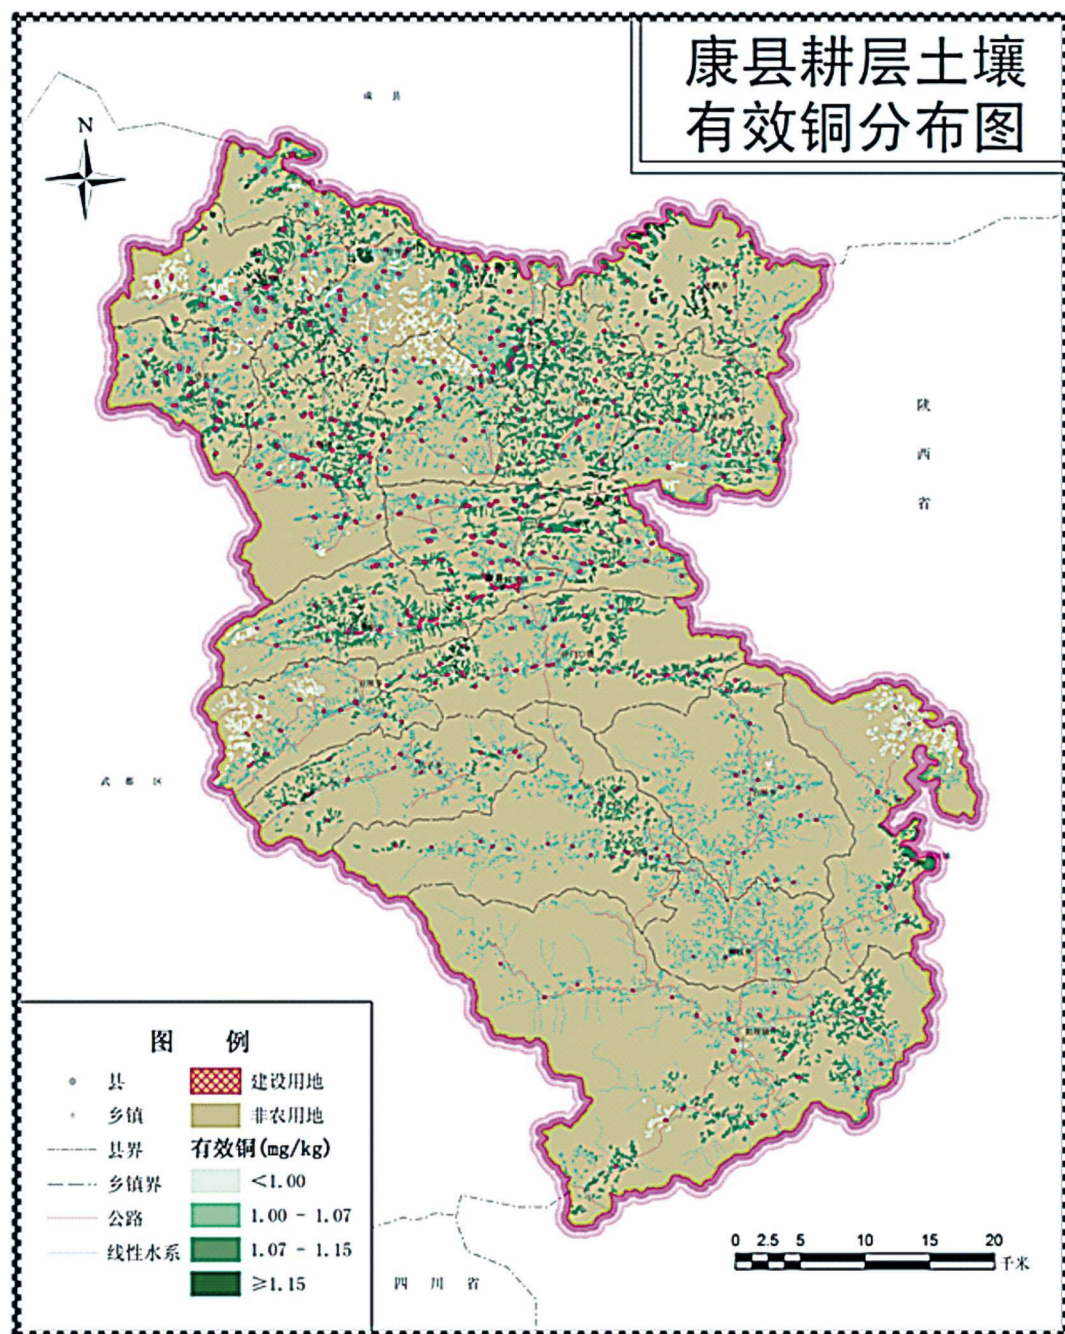 康县耕层土壤
有效铜分布图
成 县
N
陕
西
省
武 都 区
图 例
县
建设用地
乡镇
非农用地
县界
有效铜(mg/kg)
乡镇界
<1.00
公路
1.00 - 1.07
线性水系
1.07 - 1.15
≥1.15
四 川 省
0 2.5 5 10 15 20
千米